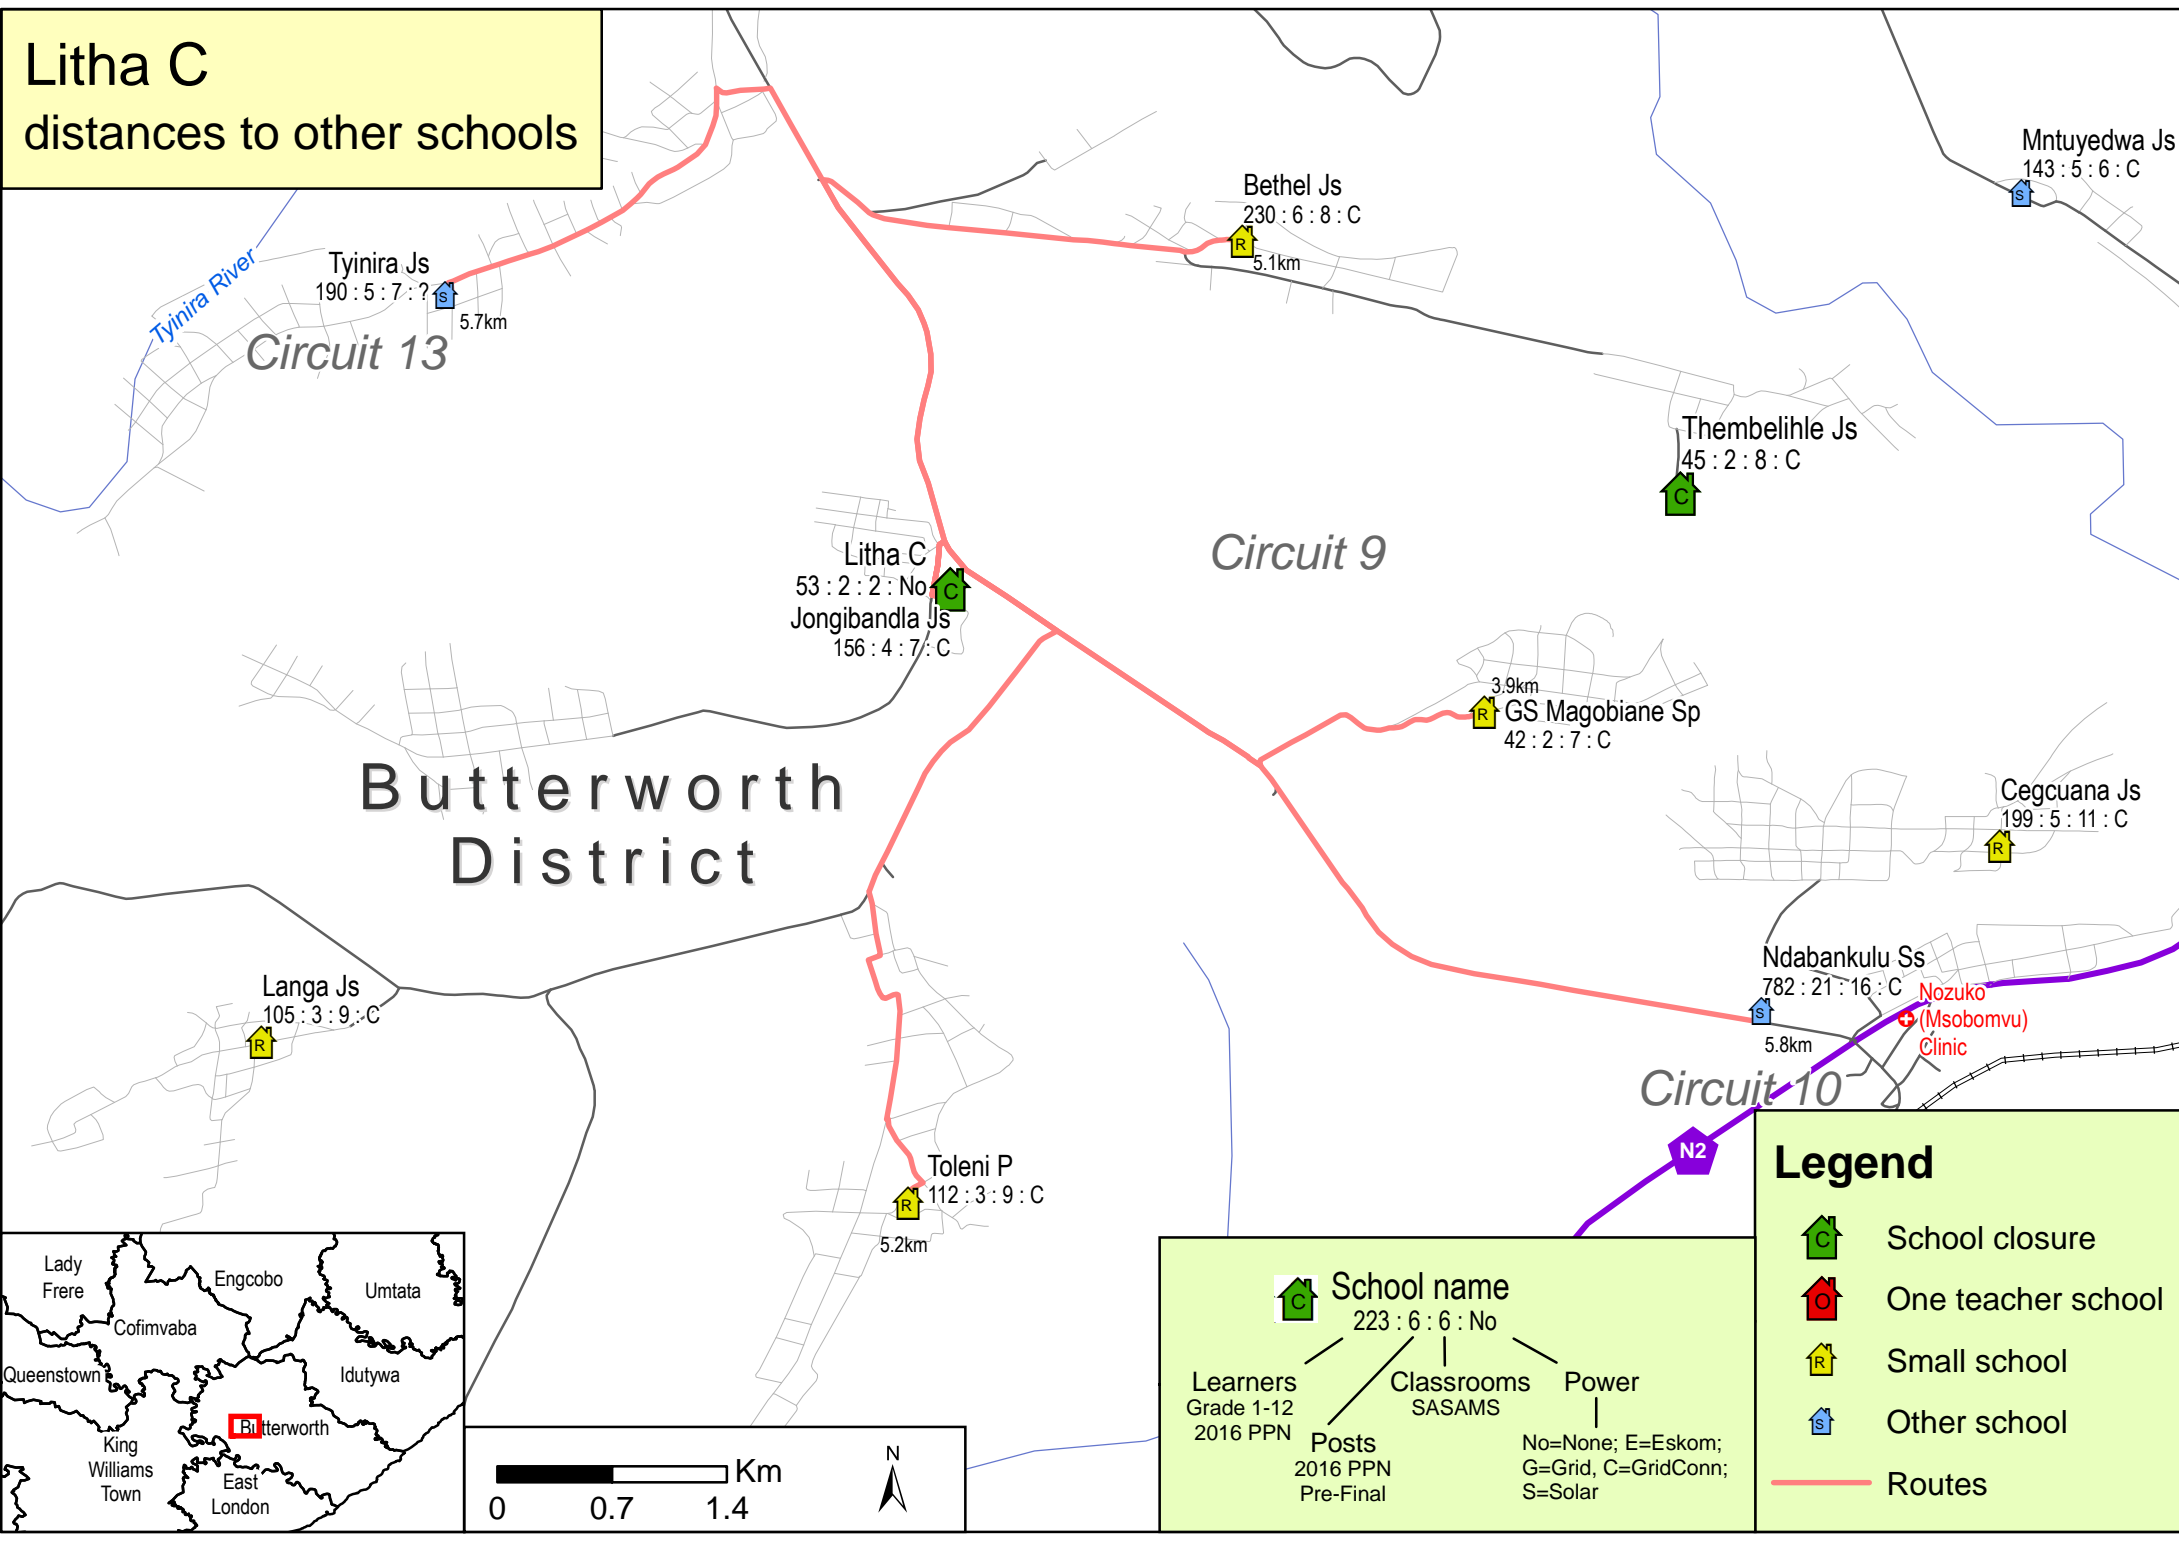 Litha C
distances to other schools
Mntuyedwa Js
143 : 5 : 6 : C
S
Bethel Js
230 : 6 : 8 : C
R
5.1km
Tyinira River
Tyinira Js
190 : 5 : 7 : ?
S
5.7km
Circuit 13
Thembelihle Js
45 : 2 : 8 : C
C
Circuit 9
Litha C
53 : 2 : 2 : No
C
Jongibandla Js
156 : 4 : 7 : C
3.9km
R
GS Magobiane Sp
42 : 2 : 7 : C
Butterworth
District
Cegcuana Js
199 : 5 : 11 : C
R
Ndabankulu Ss
782 : 21 : 16 : C
S
5.8km
Nozuko
(Msobomvu)
Clinic
Langa Js
105 : 3 : 9 : C
R
Circuit 10
N2
Toleni P
112 : 3 : 9 : C
R
5.2km
Lady
Frere
Engcobo
Umtata
Cofimvaba
Queenstown
Idutywa
Butterworth
King
Williams
Town
East
London
Km
0 0.7 1.4
N
C
School name
223 : 6 : 6 : No
Learners
Grade 1-12
2016 PPN
Posts
2016 PPN
Pre-Final
Classrooms
SASAMS
Power
No=None; E=Eskom;
G=Grid, C=GridConn;
S=Solar
Legend
C School closure
O One teacher school
R Small school
S Other school
Routes